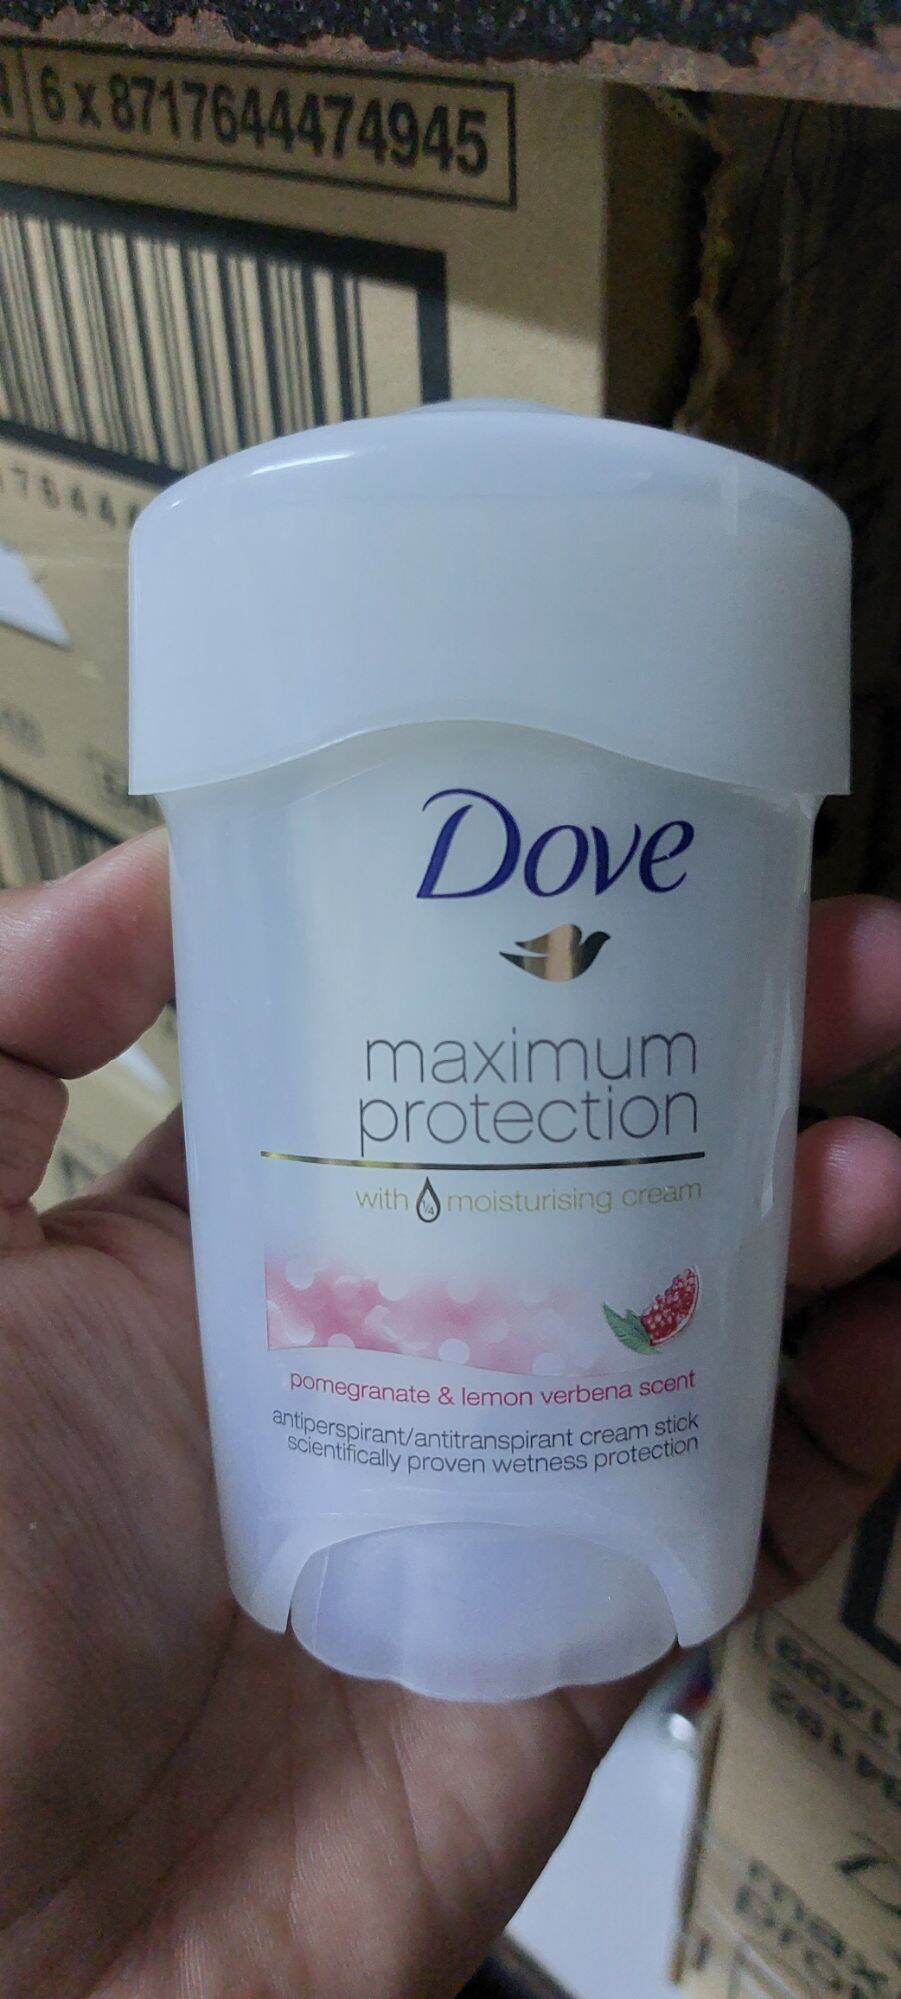 6 x 8717644474945
Dove
maximum
protection
with ¼ moisturising cream
pomegranate & lemon verbena scent
antiperspirant/antitranspirant cream stick
scientifically proven wetness protection